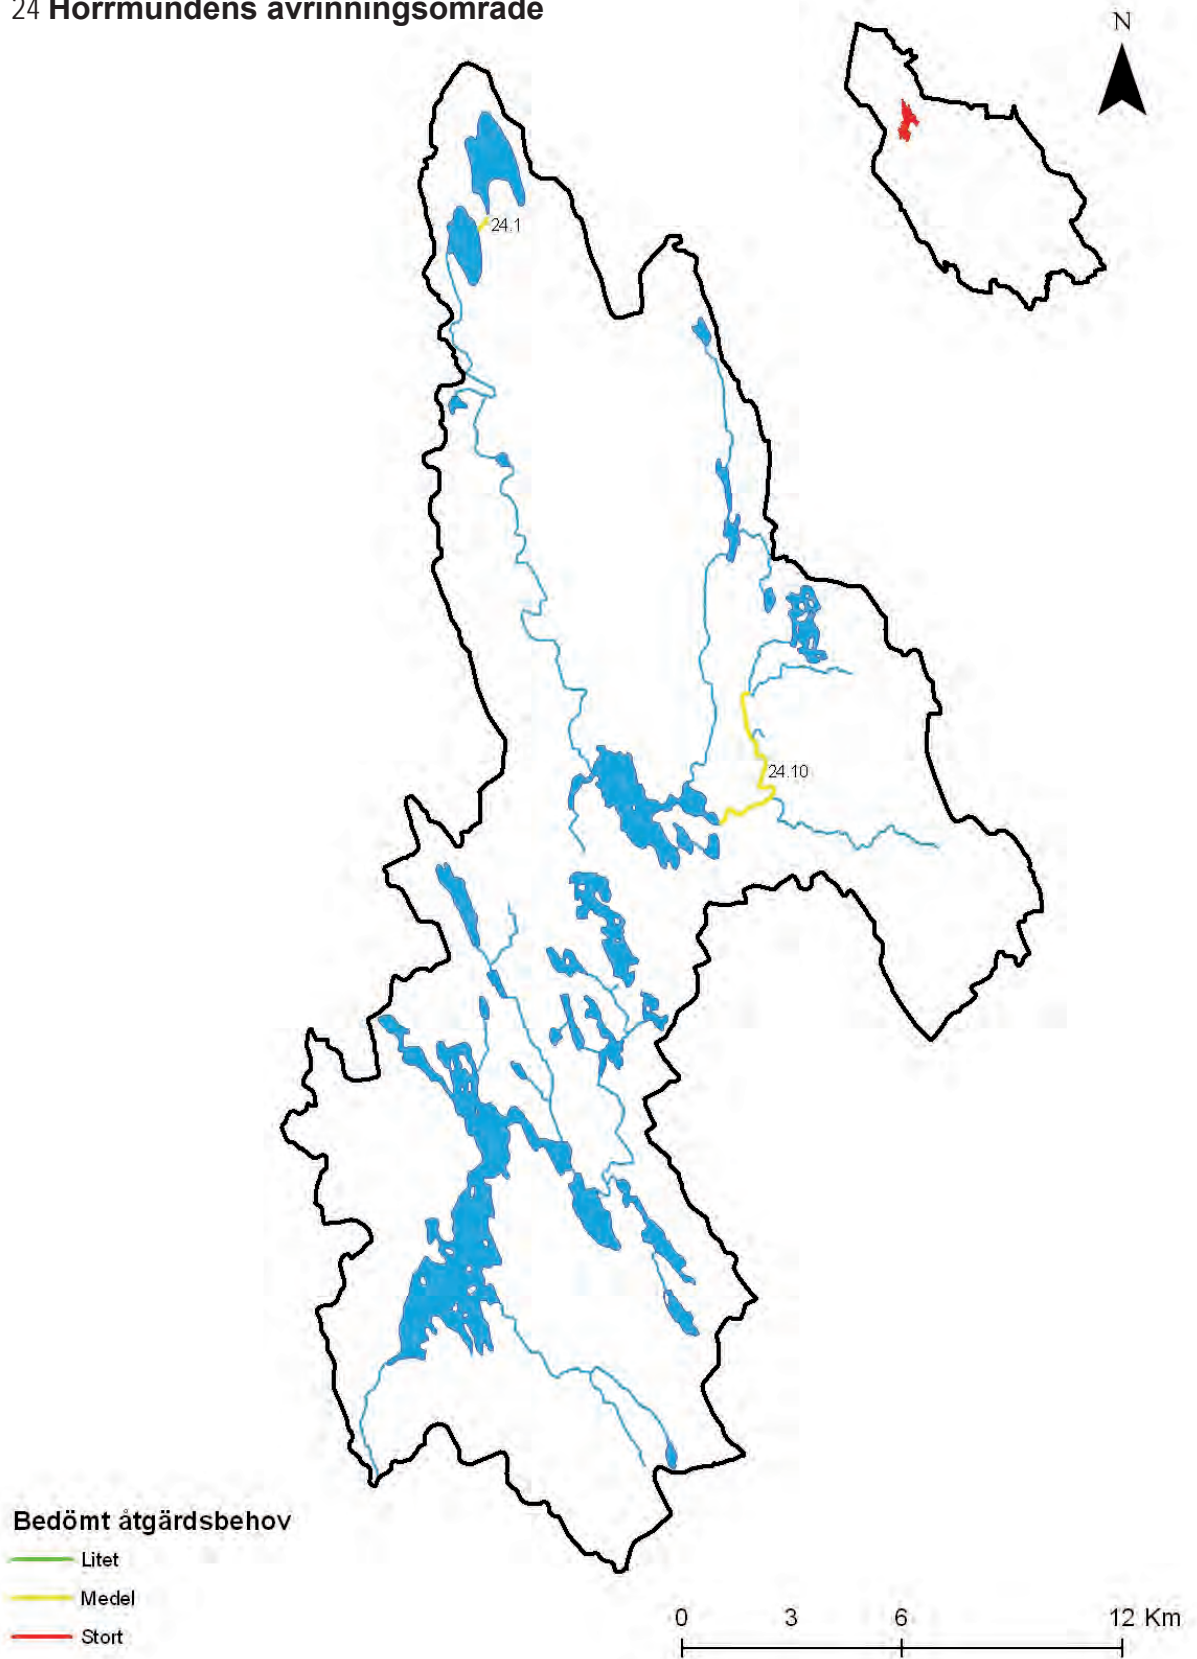 24 Horrmundens avrinningsområde
N
24.1
24.10
Bedömt åtgärdsbehov
Litet
Medel
Stort
0 3 6 12 Km